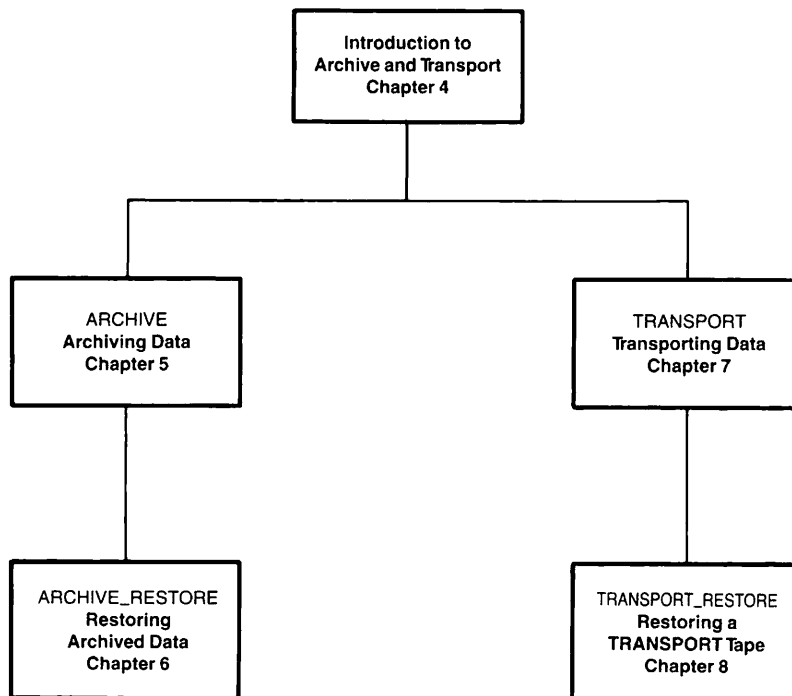 Introduction to
Archive and Transport
Chapter 4
ARCHIVE
Archiving Data
Chapter 5
TRANSPORT
Transporting Data
Chapter 7
ARCHIVE_RESTORE
Restoring
Archived Data
Chapter 6
TRANSPORT_RESTORE
Restoring a
TRANSPORT Tape
Chapter 8